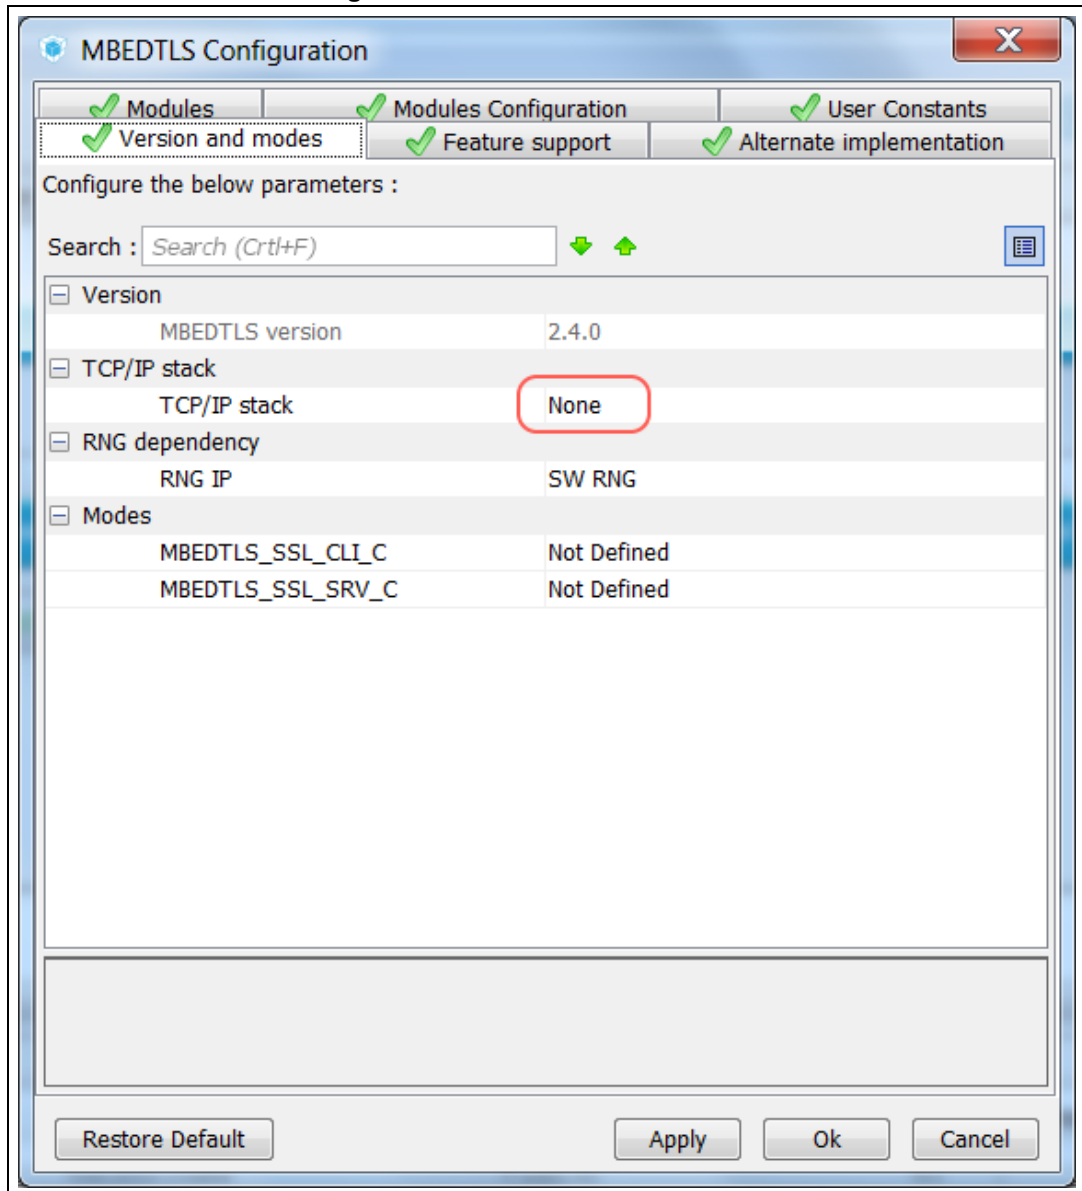 MBEDTLS Configuration
Modules Modules Configuration User Constants
Version and modes Feature support Alternate implementation
Configure the below parameters :
Search : Search (Crtl+F)
Version
MBEDTLS version 2.4.0
TCP/IP stack
TCP/IP stack None
RNG dependency
RNG IP SW RNG
Modes
MBEDTLS_SSL_CLI_C Not Defined
MBEDTLS_SSL_SRV_C Not Defined
Restore Default Apply Ok Cancel